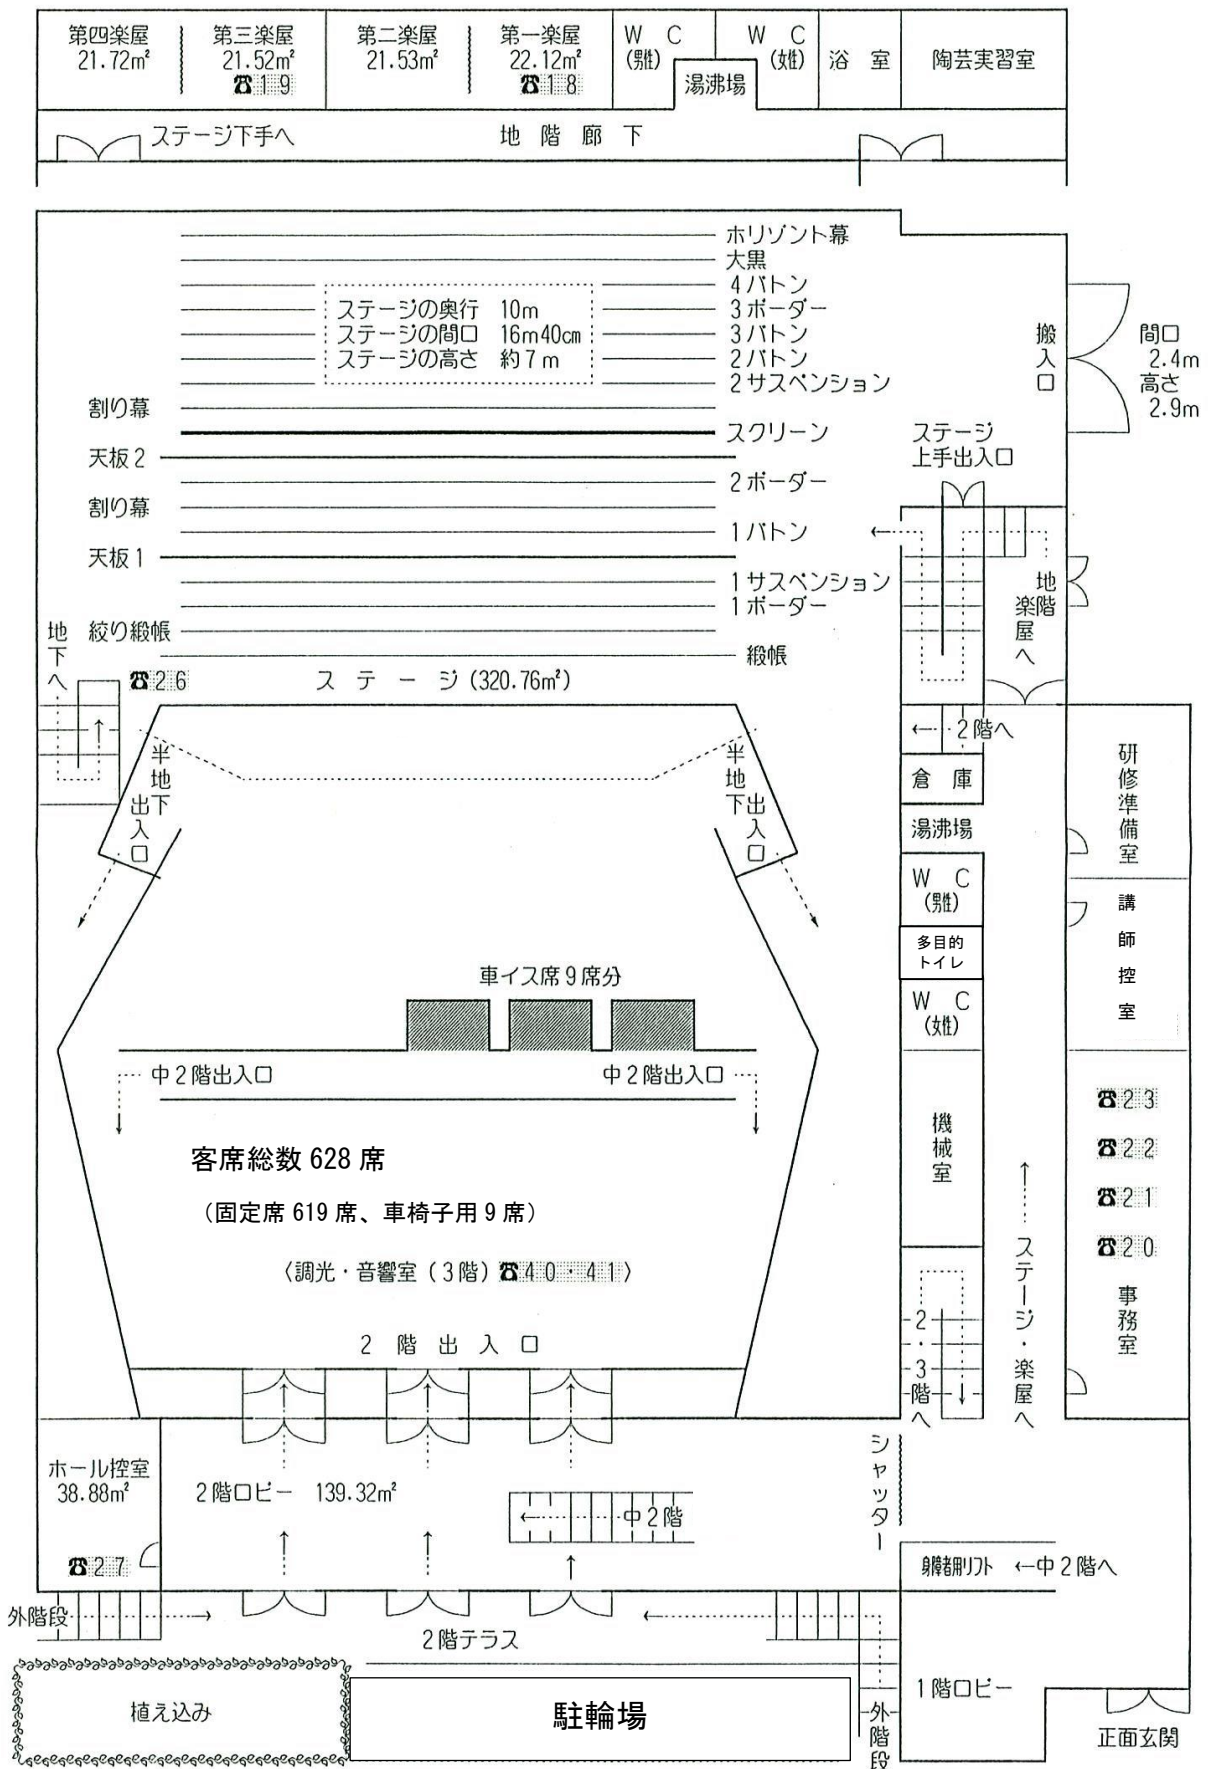 第四楽屋
21.72㎡
第三楽屋
21.52㎡
☎19
第二楽屋
21.53㎡
第一楽屋
22.12㎡
☎18
W C
(男性)
W C
(女性)
湯沸場
浴 室
陶芸実習室
ステージ下手へ
地 階 廊 下
ホリゾント幕
大黒
4バトン
3ボーダー
3バトン
2バトン
2サスペンション
ステージの奥行 10m
ステージの間口 16m40㎝
ステージの高さ 約7m
搬入口
間口
2.4m
高さ
2.9m
割り幕
スクリーン
天板2
2ボーダー
割り幕
1バトン
天板1
1サスペンション
1ボーダー
絞り緞帳
緞帳
ステージ
上手出入口
地階
楽屋へ
地下へ
☎26
ス テ ー ジ (320.76㎡)
半地下
出入口
半地下
出入口
←2階へ
倉 庫
湯沸場
W C
(男性)
多目的
トイレ
W C
(女性)
機械室
研修準備室
講師控室
車イス席9席分
中2階出入口
中2階出入口
客席総数 628 席
(固定席 619 席、車椅子用 9 席)
〈調光・音響室(3階)☎40・41〉
2 階 出 入 口
☎23
☎22
☎21
☎20
事務室
ステージ・楽屋へ
2・3階へ
ホール控室
38.88㎡
☎27
2階ロビー 139.32㎡
中2階
シャッター
身障者用リフト
←中2階へ
外階段
2階テラス
植え込み
駐輪場
外階段
1階ロビー
正面玄関